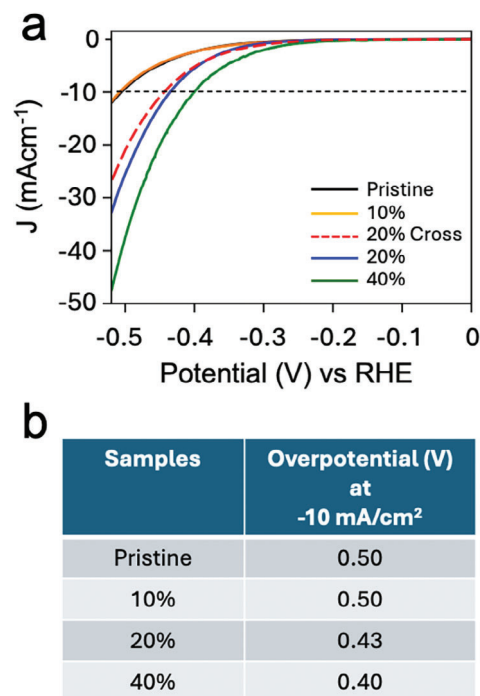 a
0
-10
-20
-30
-40
-50
J (mAcm⁻¹)
Pristine
10%
20% Cross
20%
40%
-0.5 -0.4 -0.3 -0.2 -0.1 0
Potential (V) vs RHE
b
Samples Overpotential (V)
at
-10 mA/cm²
Pristine 0.50
10% 0.50
20% 0.43
40% 0.40